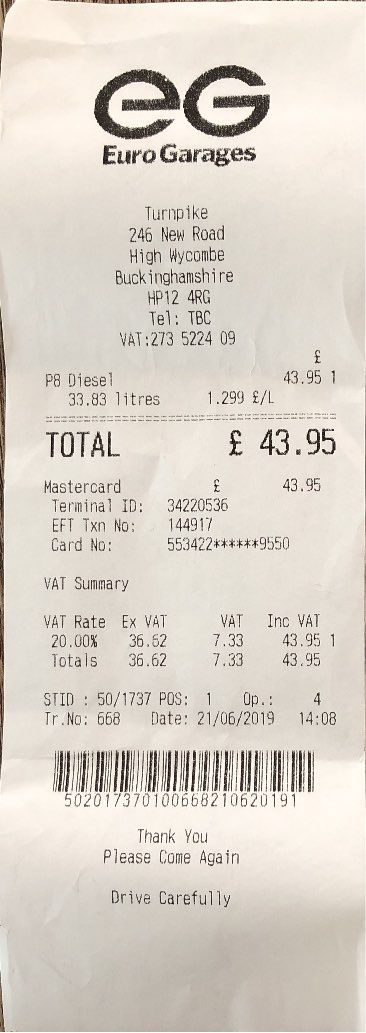 eG
Euro Garages
Turnpike
246 New Road
High Wycombe
Buckinghamshire
HP12 4RG
Tel: TBC
VAT:273 5224 09
£
P8 Diesel 43.95 1
33.83 litres 1.299 £/L
TOTAL £ 43.95
Mastercard £ 43.95
Terminal ID: 34220536
EFT Txn No: 144917
Card No: 553422******9550
VAT Summary
VAT Rate Ex VAT VAT Inc VAT
20.00% 36.62 7.33 43.95 1
Totals 36.62 7.33 43.95
STID : 50/1737 POS: 1 Op.: 4
Tr.No: 668 Date: 21/06/2019 14:08
502017370100668210620191
Thank You
Please Come Again
Drive Carefully